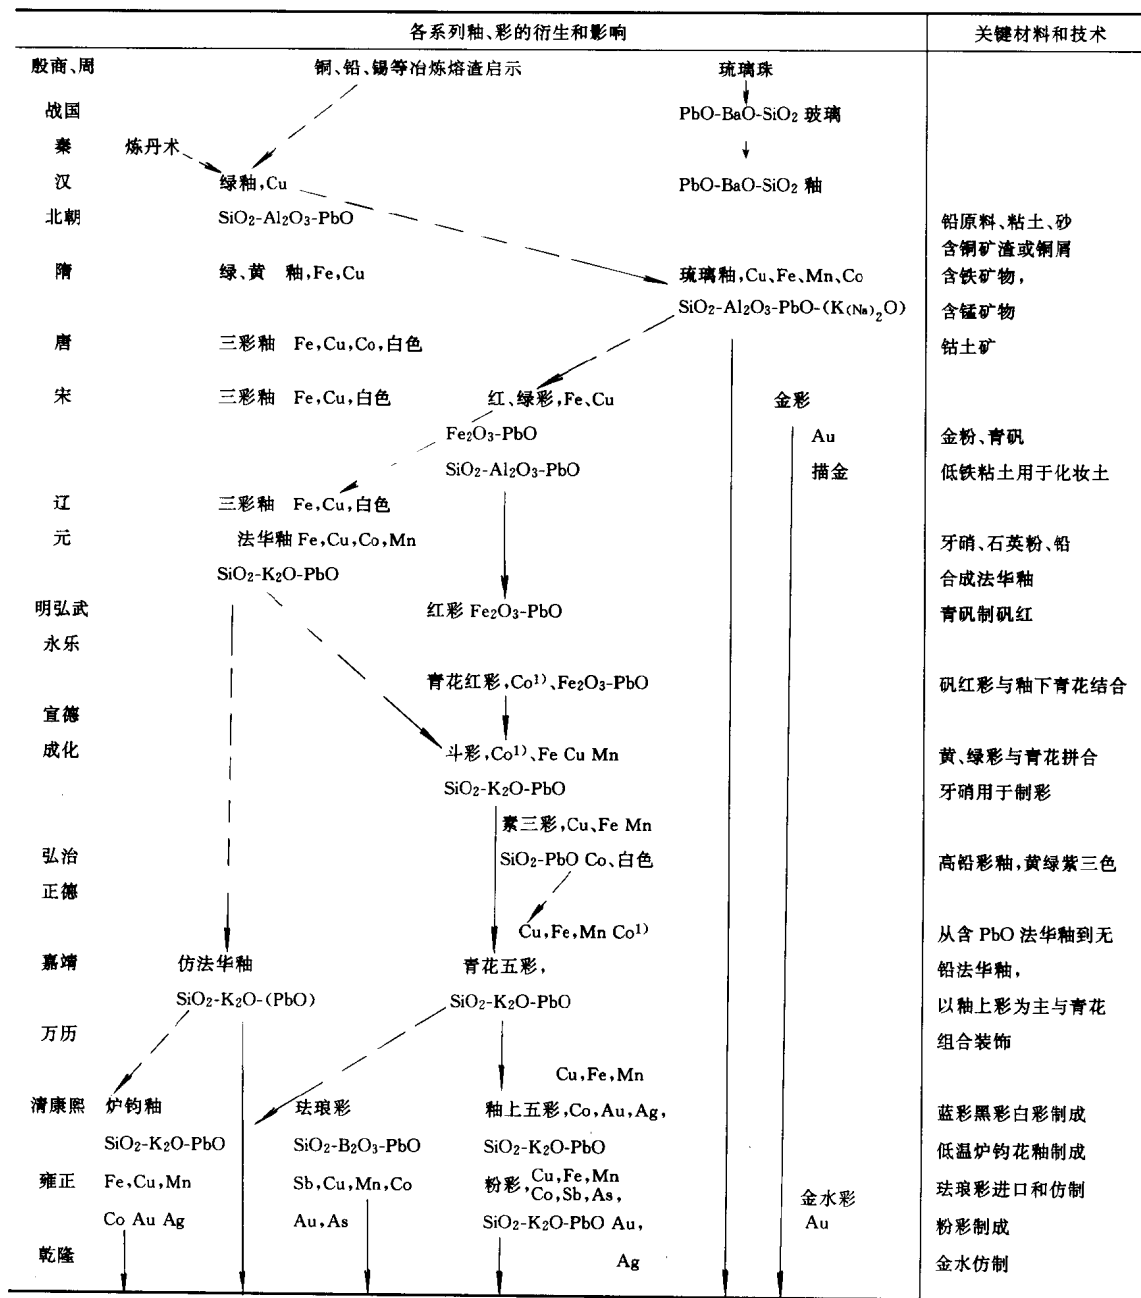 各系列釉、彩的衍生和影响 关键材料和技术
殷商、周 铜、铅、锡等冶炼熔渣启示 琉璃珠
战国 PbO-BaO-SiO₂ 玻璃
秦 炼丹术
汉 绿釉,Cu PbO-BaO-SiO₂ 釉
北朝 SiO₂-Al₂O₃-PbO 铅原料、粘土、砂
含铜矿渣或铜屑
隋 绿、黄 釉,Fe,Cu 琉璃釉,Cu、Fe、Mn、Co 含铁矿物,
SiO₂-Al₂O₃-PbO-(K(Na)₂O) 含锰矿物
唐 三彩釉 Fe,Cu,Co,白色 钴土矿
宋 三彩釉 Fe,Cu,白色 红、绿彩,Fe、Cu 金彩
Fe₂O₃-PbO Au 金粉、青矾
SiO₂-Al₂O₃-PbO 描金 低铁粘土用于化妆土
辽 三彩釉 Fe,Cu,白色
元 法华釉 Fe,Cu,Co,Mn 牙硝、石英粉、铅
SiO₂-K₂O-PbO 合成法华釉
明弘武 红彩 Fe₂O₃-PbO 青矾制矾红
永乐
青花红彩,Co¹⁾、Fe₂O₃-PbO 矾红彩与釉下青花结合
宣德
成化 斗彩,Co¹⁾、Fe Cu Mn 黄、绿彩与青花拼合
SiO₂-K₂O-PbO 牙硝用于制彩
素三彩,Cu、Fe Mn
弘治 SiO₂-PbO Co、白色 高铅彩釉,黄绿紫三色
正德
Cu,Fe,Mn Co¹⁾ 从含 PbO 法华釉到无
嘉靖 仿法华釉 青花五彩, 铅法华釉,
SiO₂-K₂O-(PbO) SiO₂-K₂O-PbO 以釉上彩为主与青花
万历 组合装饰
Cu,Fe,Mn
清康熙 炉钧釉 珐琅彩 釉上五彩,Co,Au,Ag, 蓝彩黑彩白彩制成
SiO₂-K₂O-PbO SiO₂-B₂O₃-PbO SiO₂-K₂O-PbO 低温炉钧花釉制成
雍正 Fe,Cu,Mn Sb,Cu,Mn,Co 粉彩,Cu,Fe,Mn 珐琅彩进口和仿制
Co,Sb,As, 金水彩
Co Au Ag Au,As SiO₂-K₂O-PbO Au, Au 粉彩制成
乾隆 Ag 金水仿制